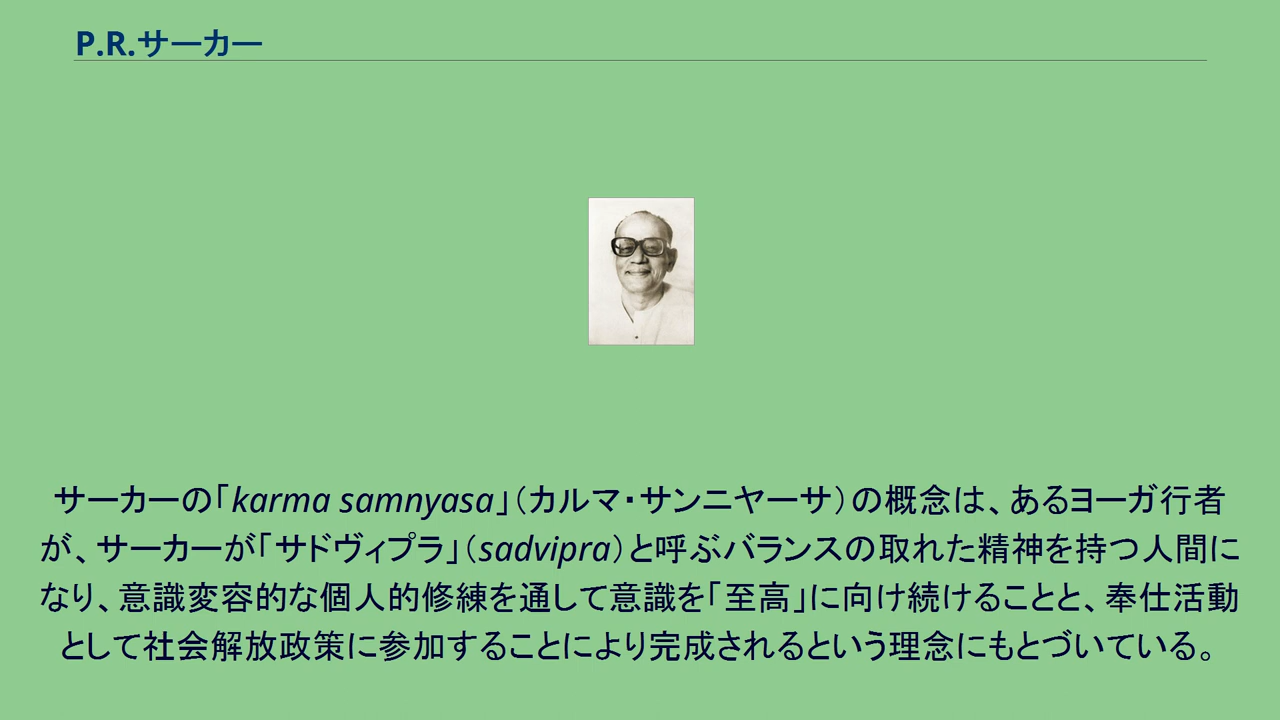 P.R.サーカー
サーカーの「karma samnyasa」（カルマ・サンニヤーサ）の概念は、あるヨーガ行者
が、サーカーが「サドヴィプラ」（sadvipra）と呼ぶバランスの取れた精神を持つ人間に
なり、意識変容的な個人的修練を通して意識を「至高」に向け続けることと、奉仕活動
として社会解放政策に参加することにより完成されるという理念にもとづいている。